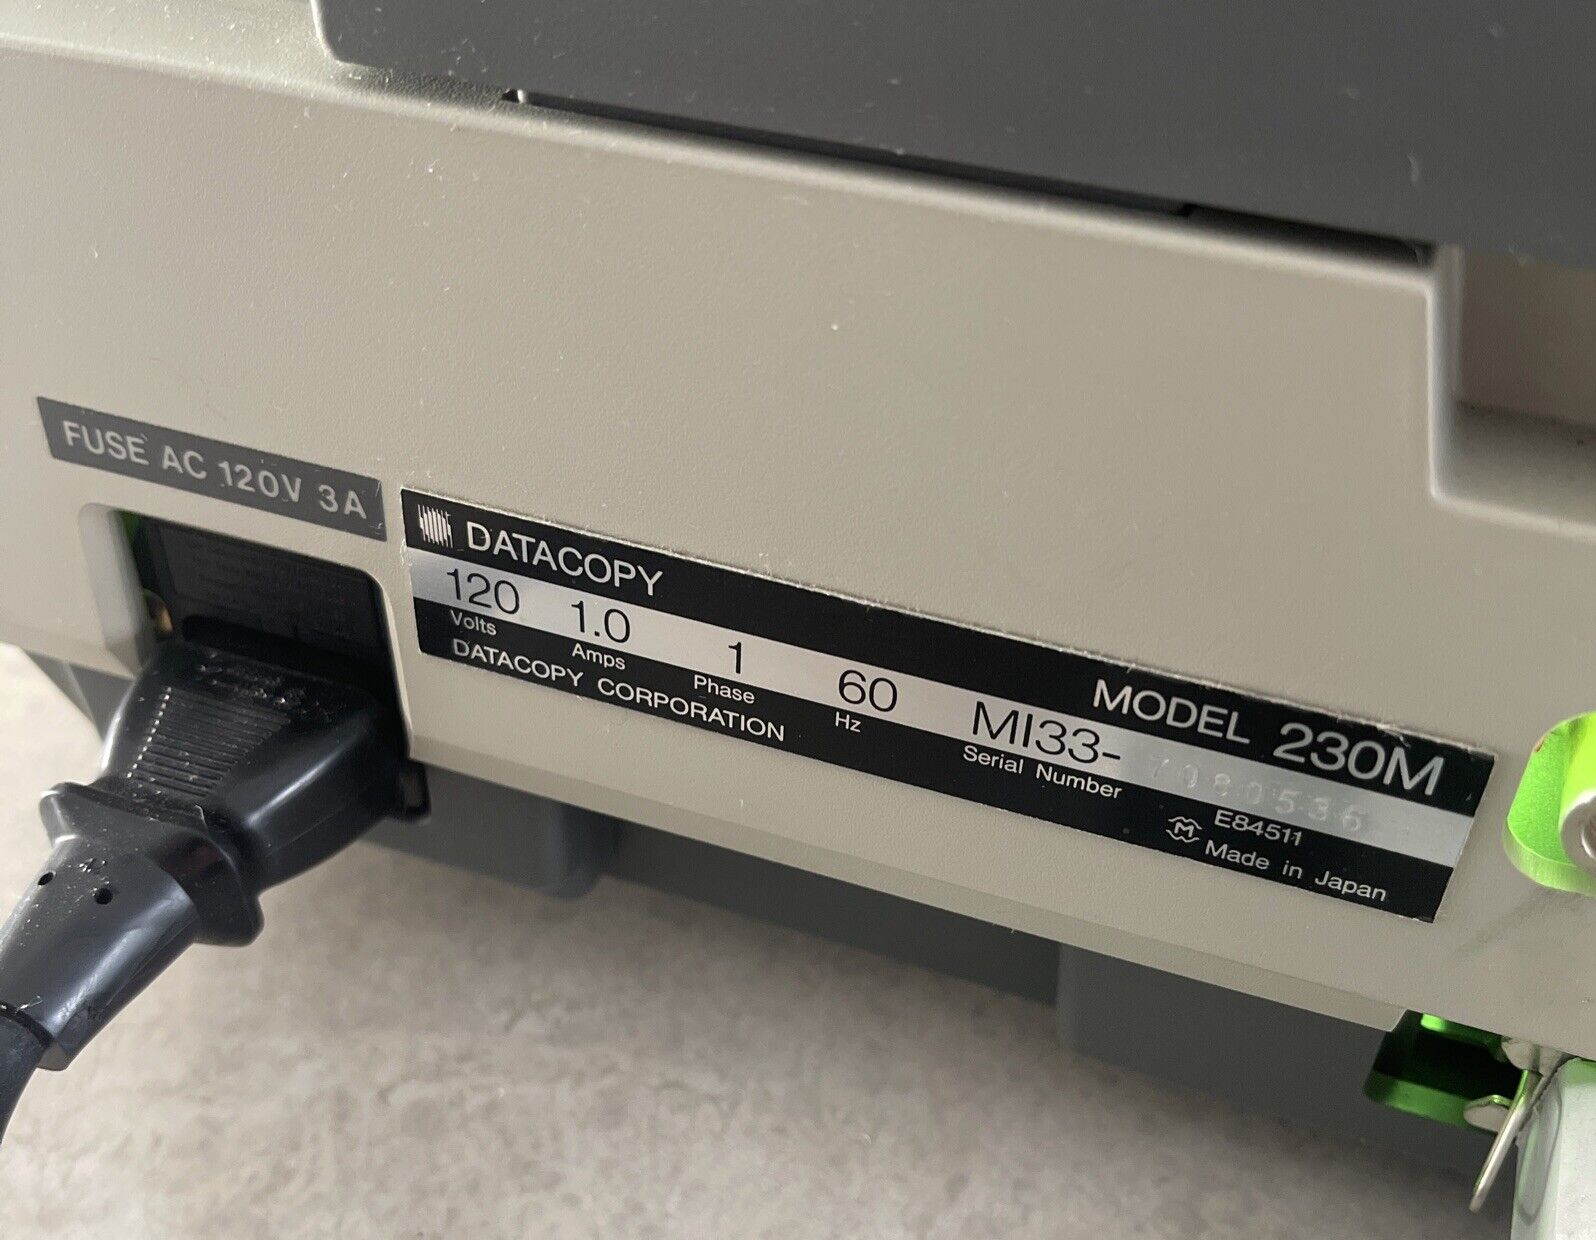 FUSE AC 120V 3A
DATACOPY
MODEL 230M
120 1.0 1 60 MI33-7080536
Volts Amps Phase Hz Serial Number
DATACOPY CORPORATION
E84511
Made in Japan